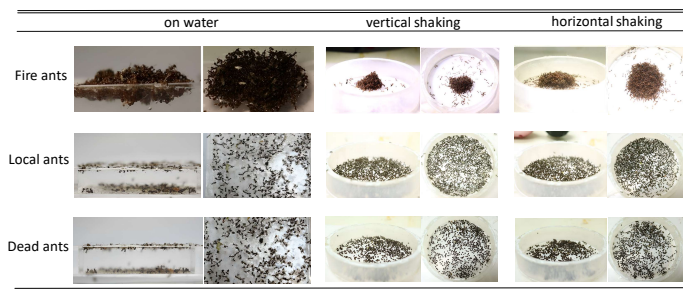 on water vertical shaking horizontal shaking
Fire ants
Local ants
Dead ants